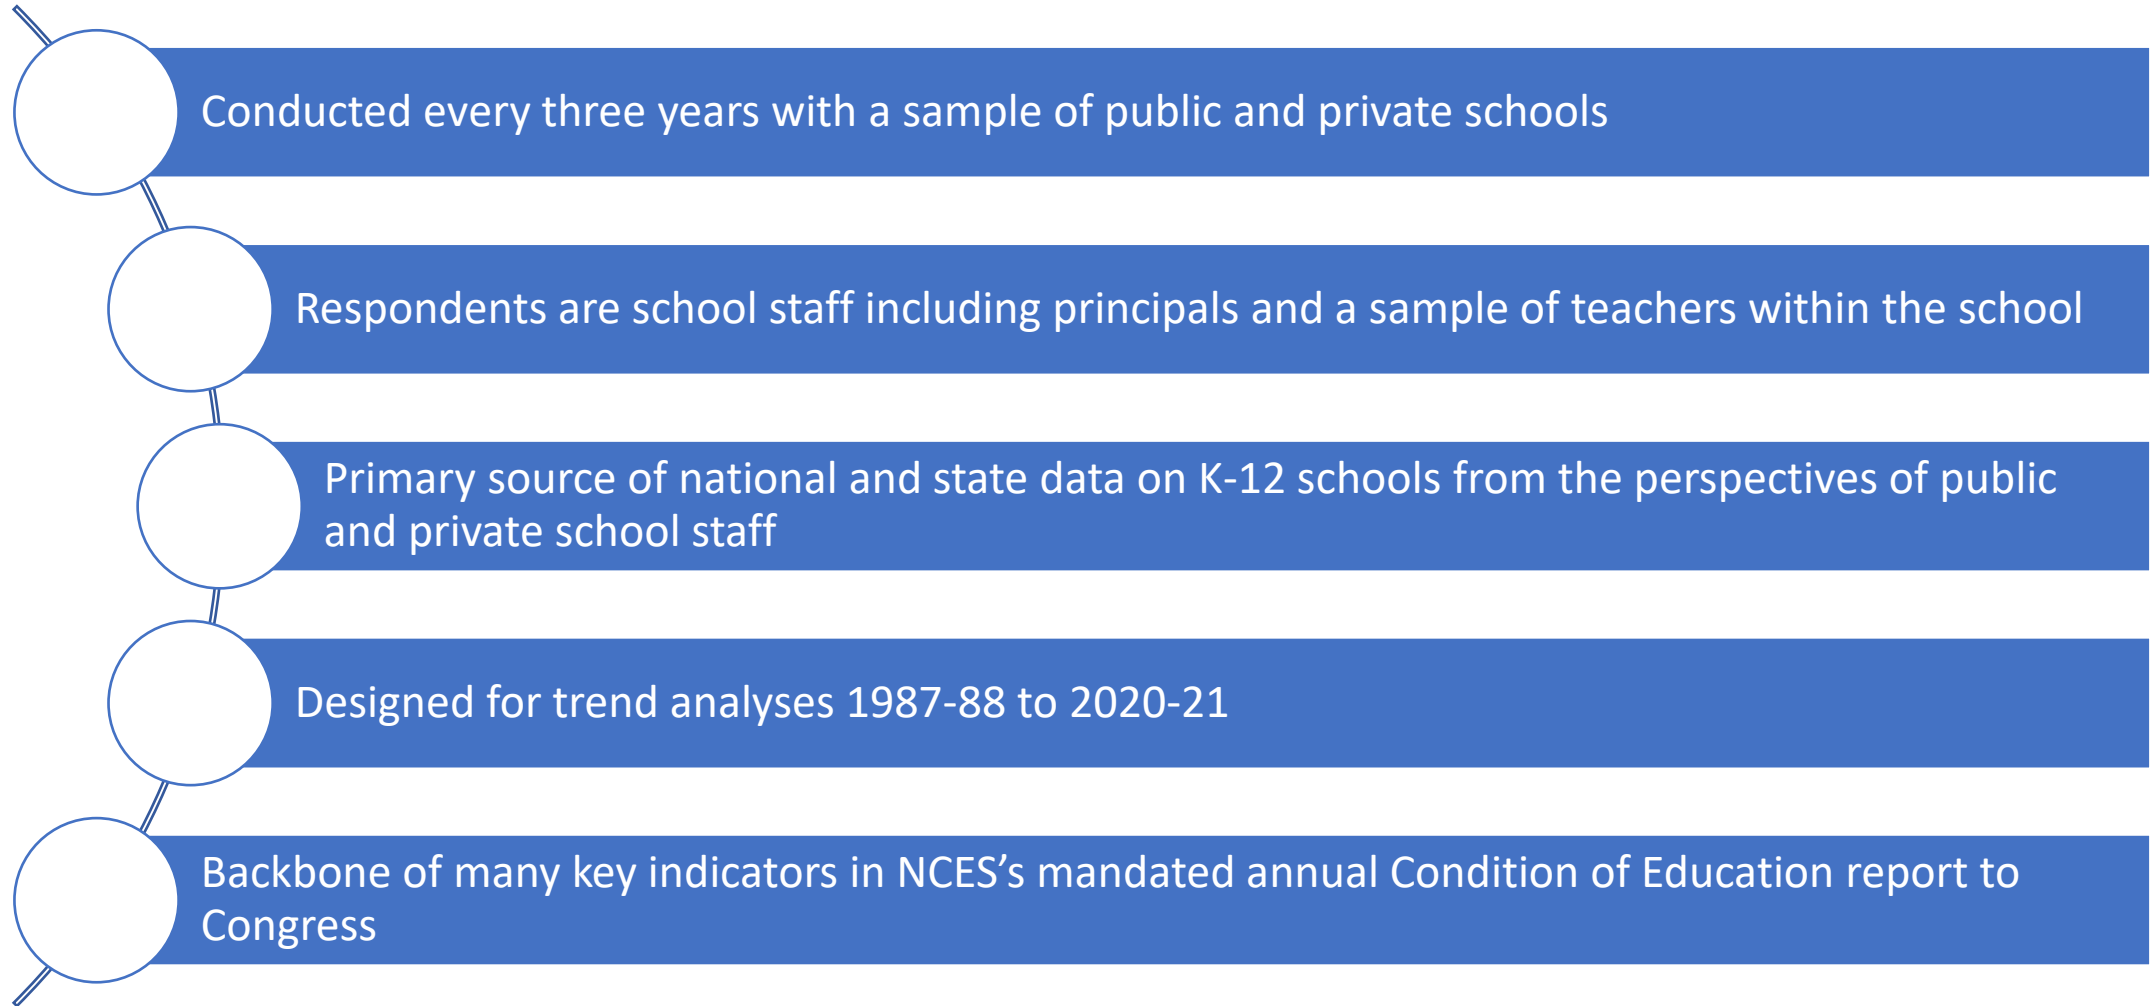 Conducted every three years with a sample of public and private schools
Respondents are school staff including principals and a sample of teachers within the school
Primary source of national and state data on K-12 schools from the perspectives of public
and private school staff
Designed for trend analyses 1987-88 to 2020-21
Backbone of many key indicators in NCES’s mandated annual Condition of Education report to
Congress